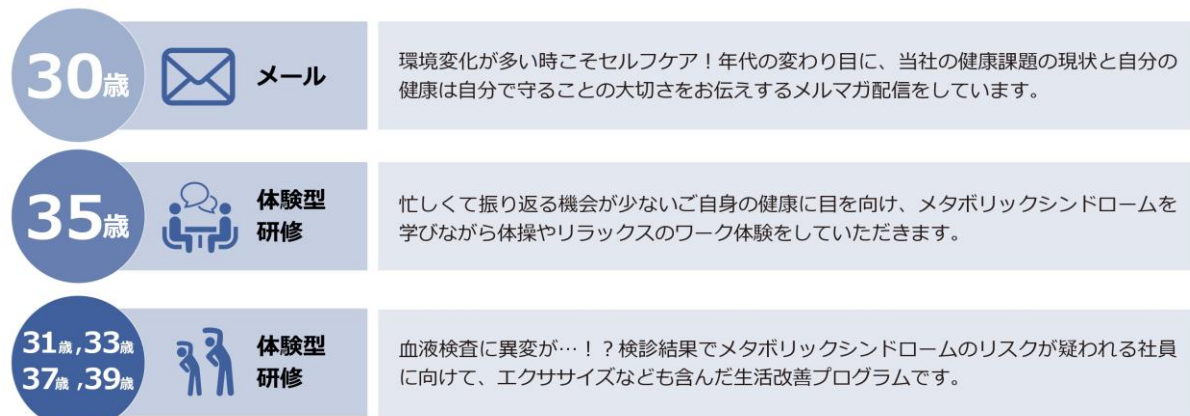 30歳
メール
環境変化が多い時こそセルフケア！年代の変わり目に、当社の健康課題の現状と自分の
健康は自分で守ることの大切さをお伝えするメルマガ配信をしています。
35歳
体験型
研修
忙しくて振り返る機会が少ないご自身の健康に目を向け、メタボリックシンドロームを
学びながら体操やリラックスのワーク体験をしていただきます。
31歳,33歳
37歳,39歳
体験型
研修
血液検査に異変が…！？検診結果でメタボリックシンドロームのリスクが疑われる社員
に向けて、エクササイズなども含んだ生活改善プログラムです。